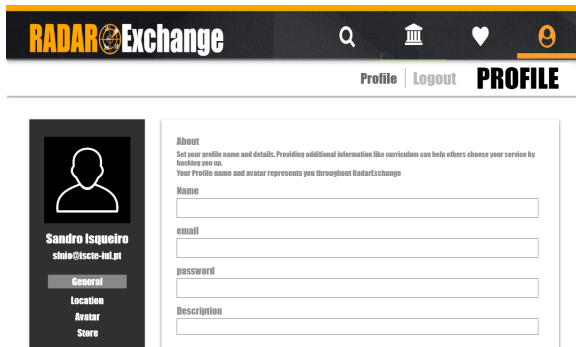 RADAR Exchange
Profile Logout PROFILE
Sandro Isqueiro
slnio@iscte-iul.pt
General
Location
Avatar
Store
About
Set your profile name and details. Providing additional information like curriculum can help others choose your service by
backing you up.
Your Profile name and avatar represents you throughout RadarExchange
Name
email
password
Description